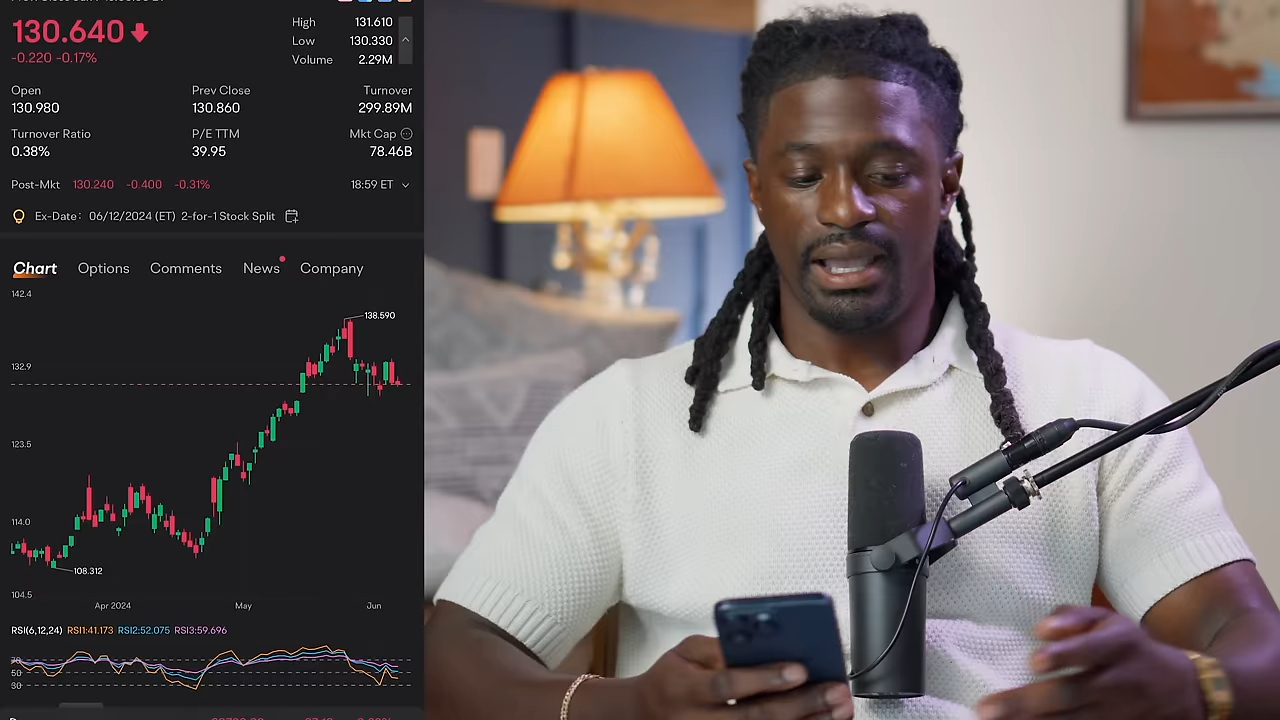 130.640
-0.220 -0.17%
High 131.610
Low 130.330
Volume 2.29M
Open Prev Close Turnover
130.980 130.860 299.89M
Turnover Ratio P/E TTM Mkt Cap
0.38% 39.95 78.46B
Post-Mkt 130.240 -0.400 -0.31% 18:59 ET
Ex-Date: 06/12/2024 (ET) 2-for-1 Stock Split
Chart Options Comments News Company
142.4
138.590
132.9
123.5
114.0
108.312
104.5
Apr 2024 May Jun
RSI(6,12,24) RSI1:41.173 RSI2:52.075 RSI3:59.696
70
50
30